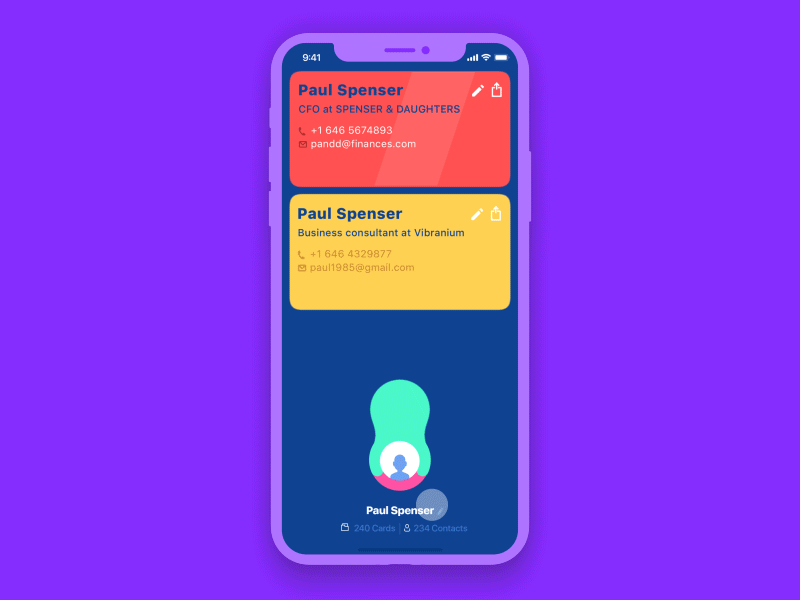 9:41
Paul Spenser
CFO at SPENSER & DAUGHTERS
+1 646 5674893
pandd@finances.com
Paul Spenser
Business consultant at Vibranium
+1 646 4329877
paul1985@gmail.com
Paul Spenser
240 Cards | 234 Contacts